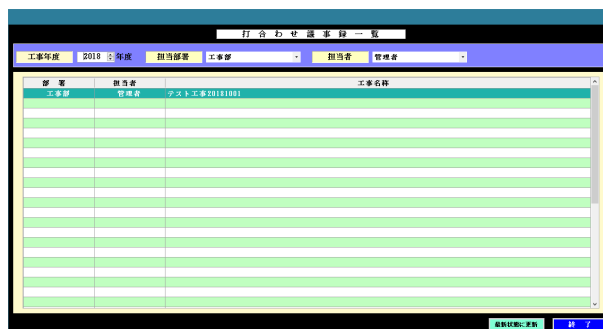 打合わせ議事録一覧
工事年度 2018 年度 担当部署 工事部 担当者 管理者
部 署 担当者 工事名称
工事部 管理者 テスト工事20181001
最新状態に更新 終 了